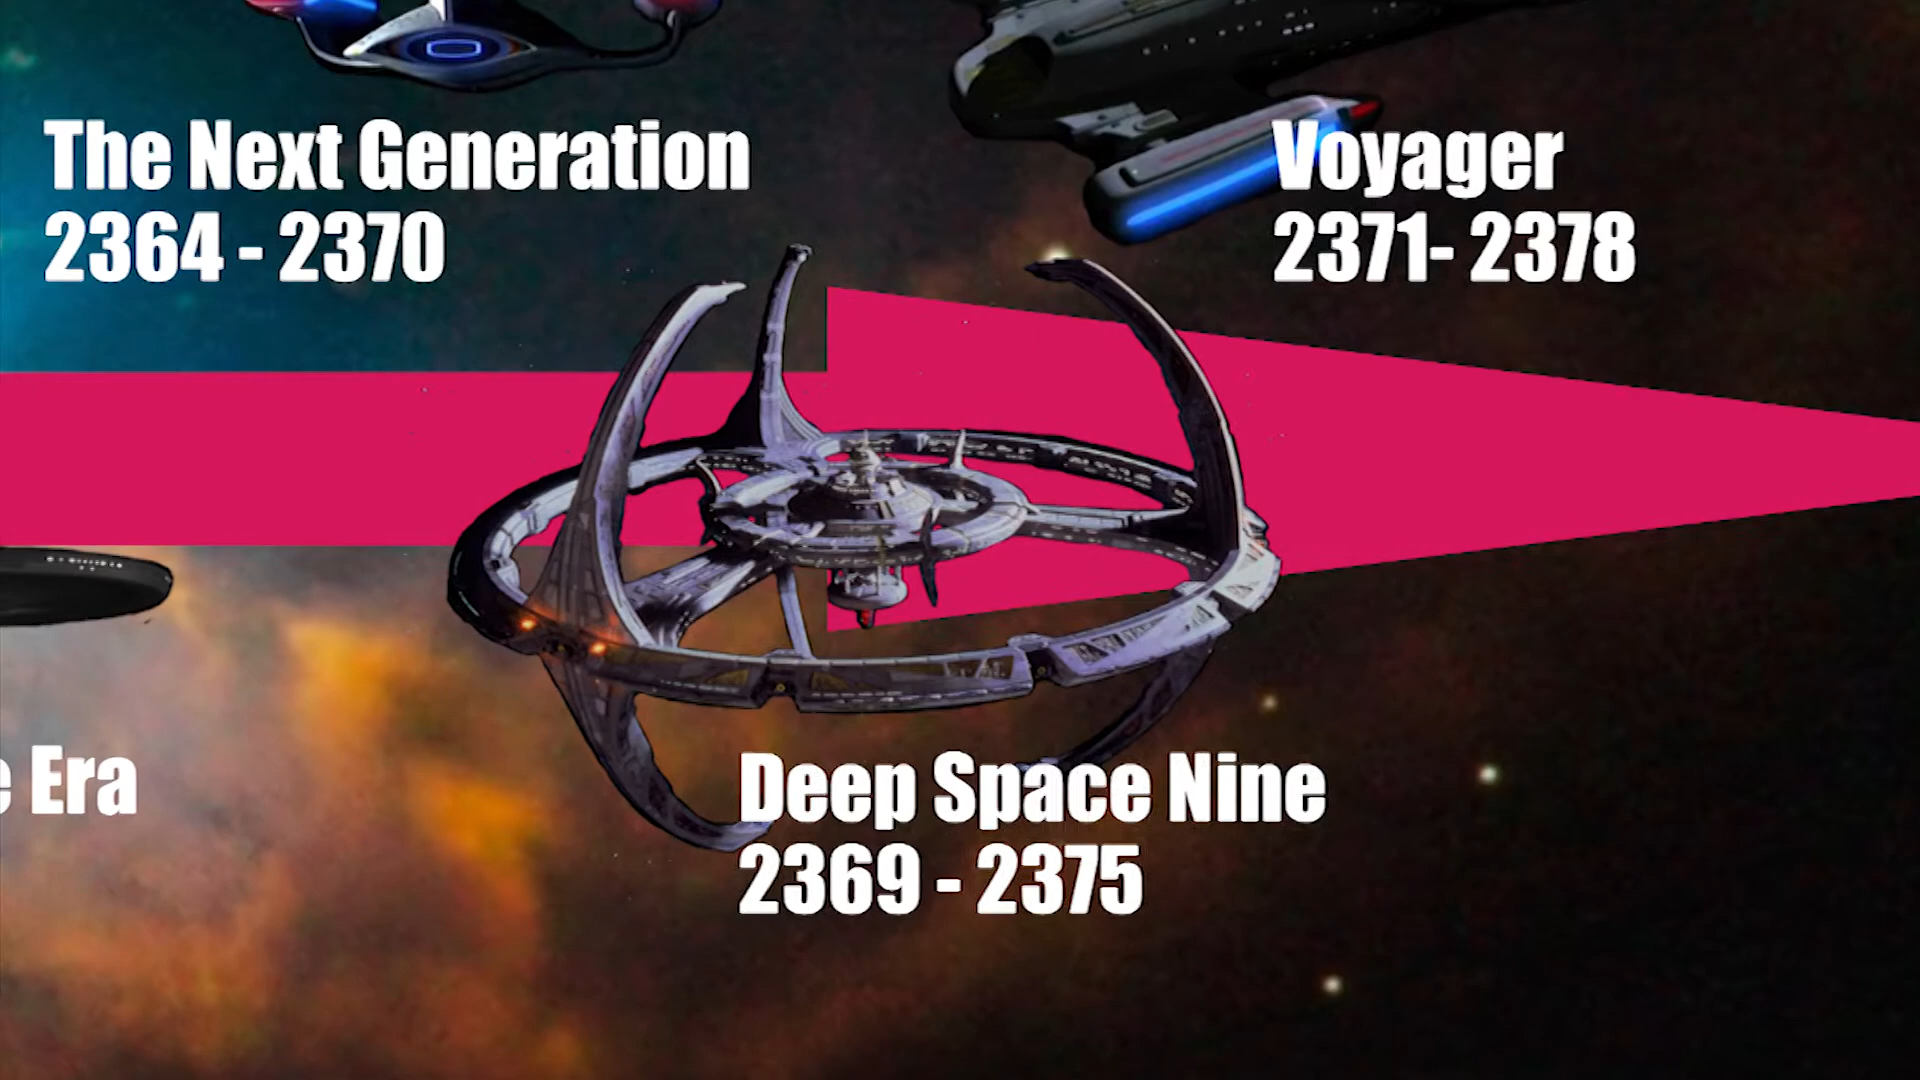 The Next Generation
2364 - 2370
Voyager
2371- 2378
Era
Deep Space Nine
2369 - 2375